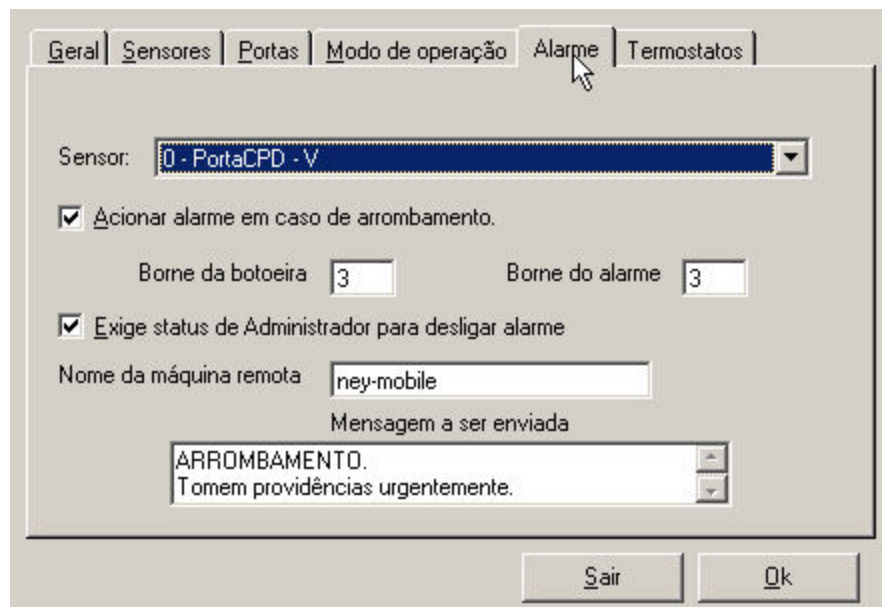 Geral Sensores Portas Modo de operação Alarme Termostatos
Sensor: 0 - PortaCPD - V
Acionar alarme em caso de arrombamento.
Borne da botoeira 3 Borne do alarme 3
Exige status de Administrador para desligar alarme
Nome da máquina remota ney-mobile
Mensagem a ser enviada
ARROMBAMENTO.
Tomem providências urgentemente.
Sair Ok